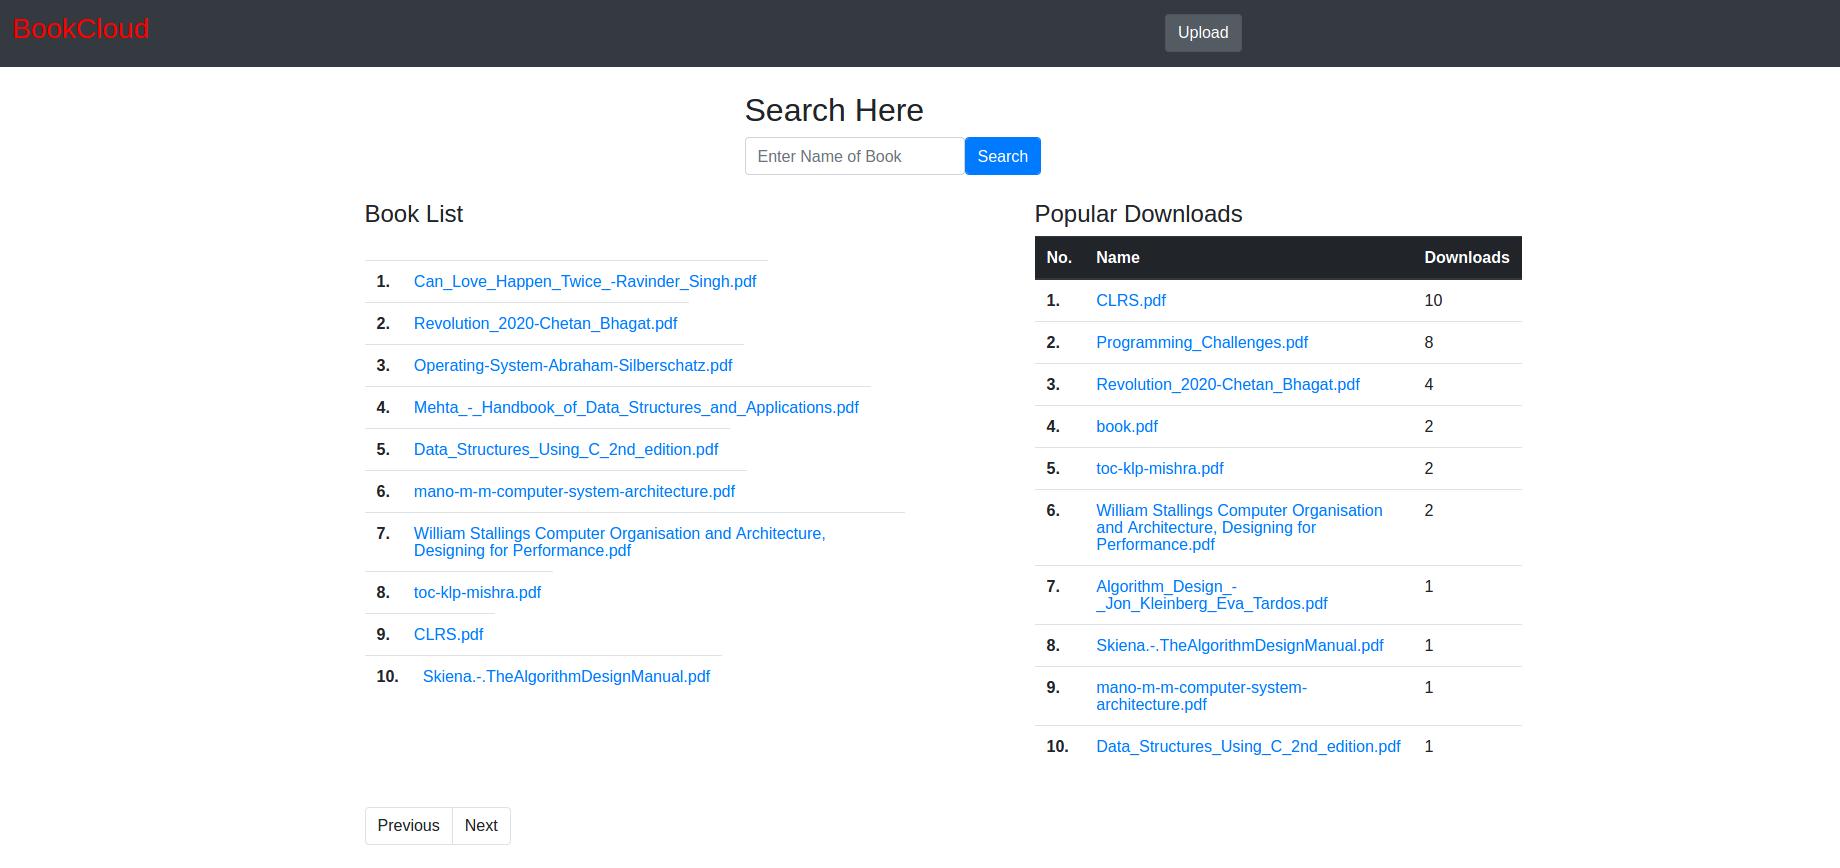 BookCloud
Upload
Search Here
Enter Name of Book
Search
Book List
1. Can_Love_Happen_Twice_-Ravinder_Singh.pdf
2. Revolution_2020-Chetan_Bhagat.pdf
3. Operating-System-Abraham-Silberschatz.pdf
4. Mehta_-_Handbook_of_Data_Structures_and_Applications.pdf
5. Data_Structures_Using_C_2nd_edition.pdf
6. mano-m-m-computer-system-architecture.pdf
7. William Stallings Computer Organisation and Architecture,
Designing for Performance.pdf
8. toc-klp-mishra.pdf
9. CLRS.pdf
10. Skiena.-.TheAlgorithmDesignManual.pdf
Previous Next
Popular Downloads
No. Name Downloads
1. CLRS.pdf 10
2. Programming_Challenges.pdf 8
3. Revolution_2020-Chetan_Bhagat.pdf 4
4. book.pdf 2
5. toc-klp-mishra.pdf 2
6. William Stallings Computer Organisation 2
and Architecture, Designing for
Performance.pdf
7. Algorithm_Design_- 1
_Jon_Kleinberg_Eva_Tardos.pdf
8. Skiena.-.TheAlgorithmDesignManual.pdf 1
9. mano-m-m-computer-system- 1
architecture.pdf
10. Data_Structures_Using_C_2nd_edition.pdf 1